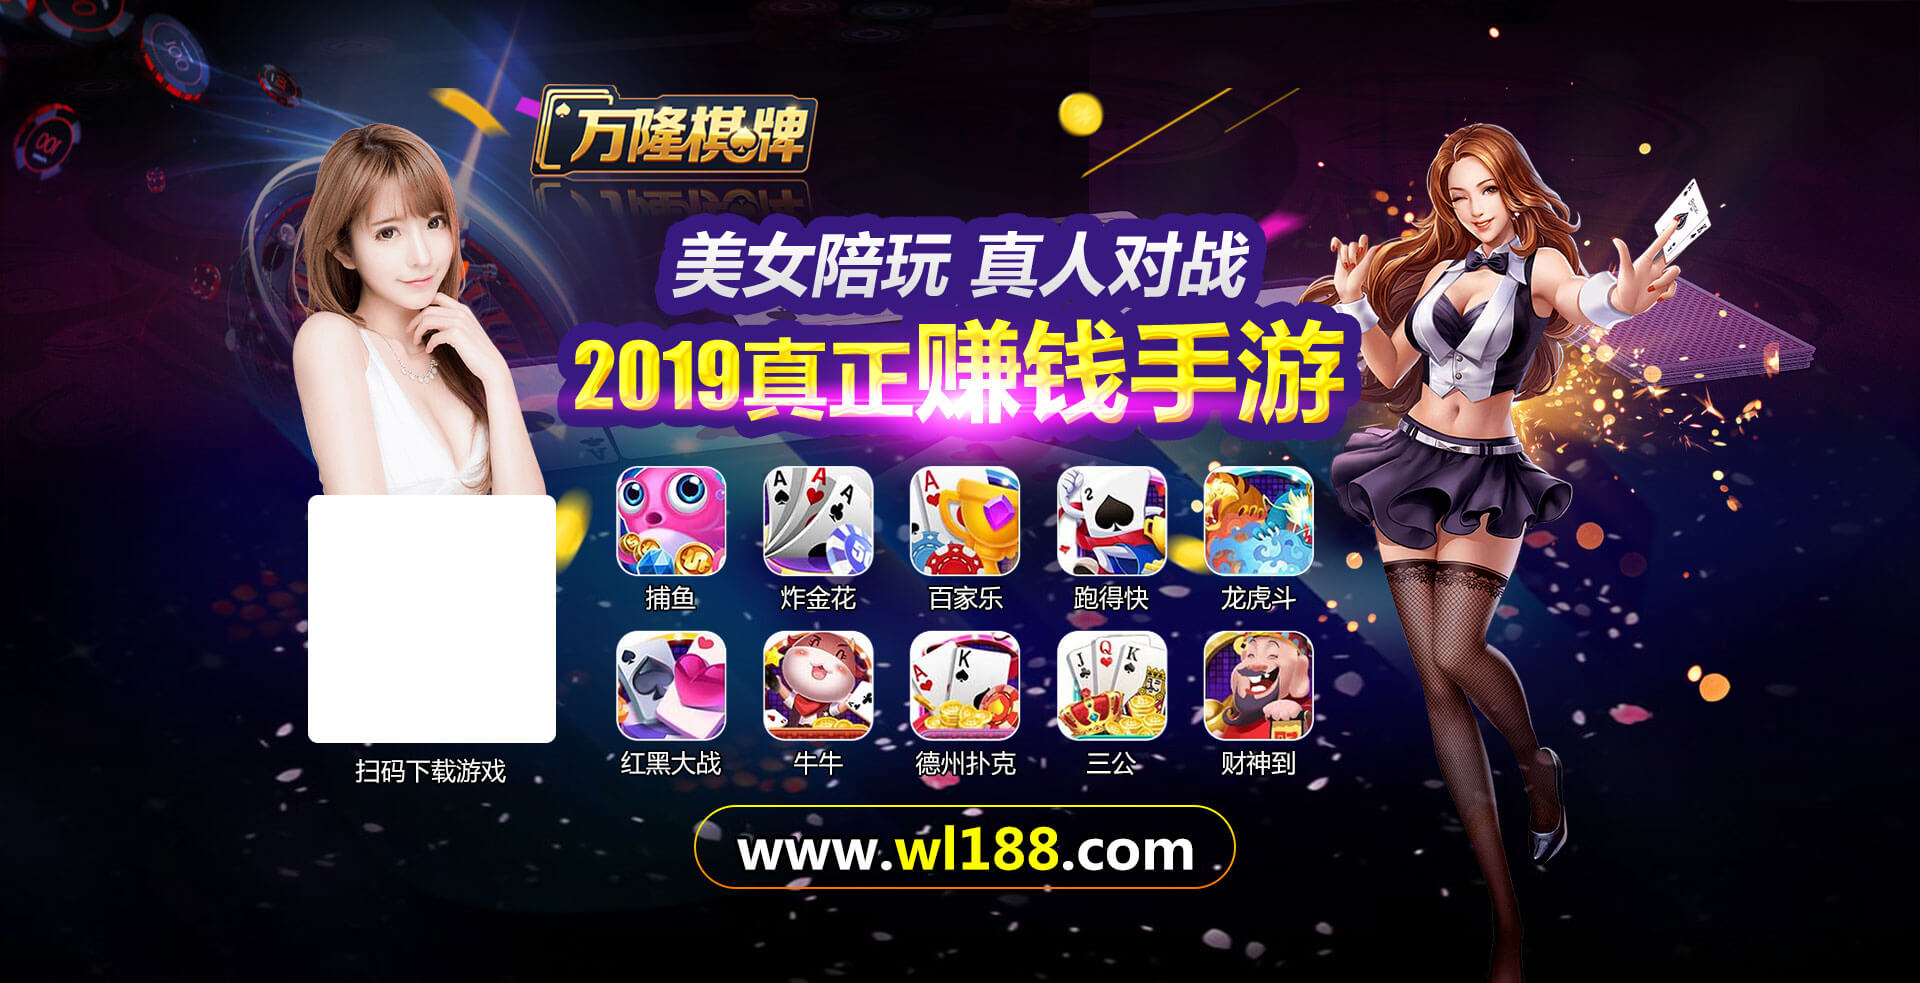 万隆棋牌
美女陪玩 真人对战
2019真正赚钱手游
捕鱼 炸金花 百家乐 跑得快 龙虎斗
红黑大战 牛牛 德州扑克 三公 财神到
扫码下载游戏
www.wl188.com